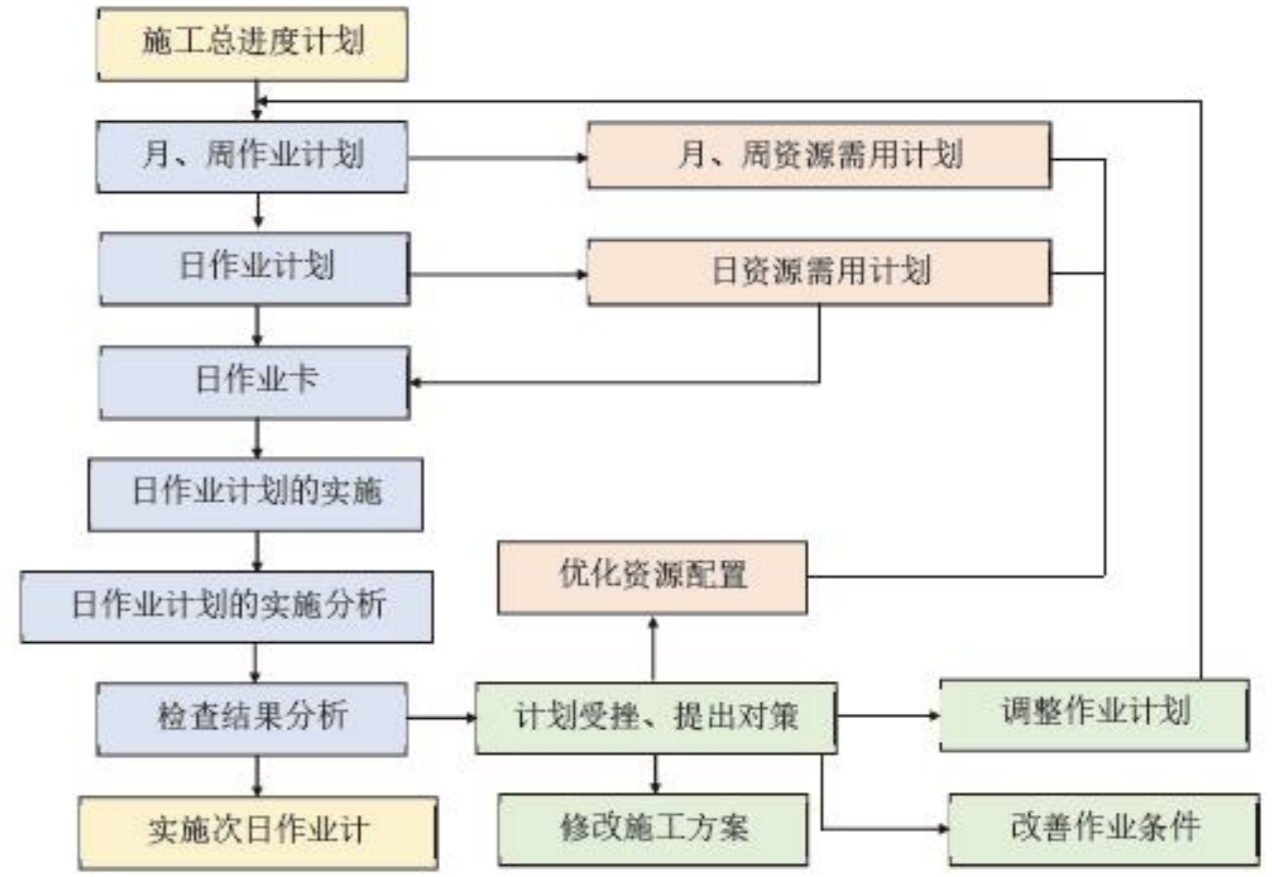 施工总进度计划
月、周作业计划
月、周资源需用计划
日作业计划
日资源需用计划
日作业卡
日作业计划的实施
优化资源配置
日作业计划的实施分析
检查结果分析
计划受挫、提出对策
调整作业计划
实施次日作业计
修改施工方案
改善作业条件